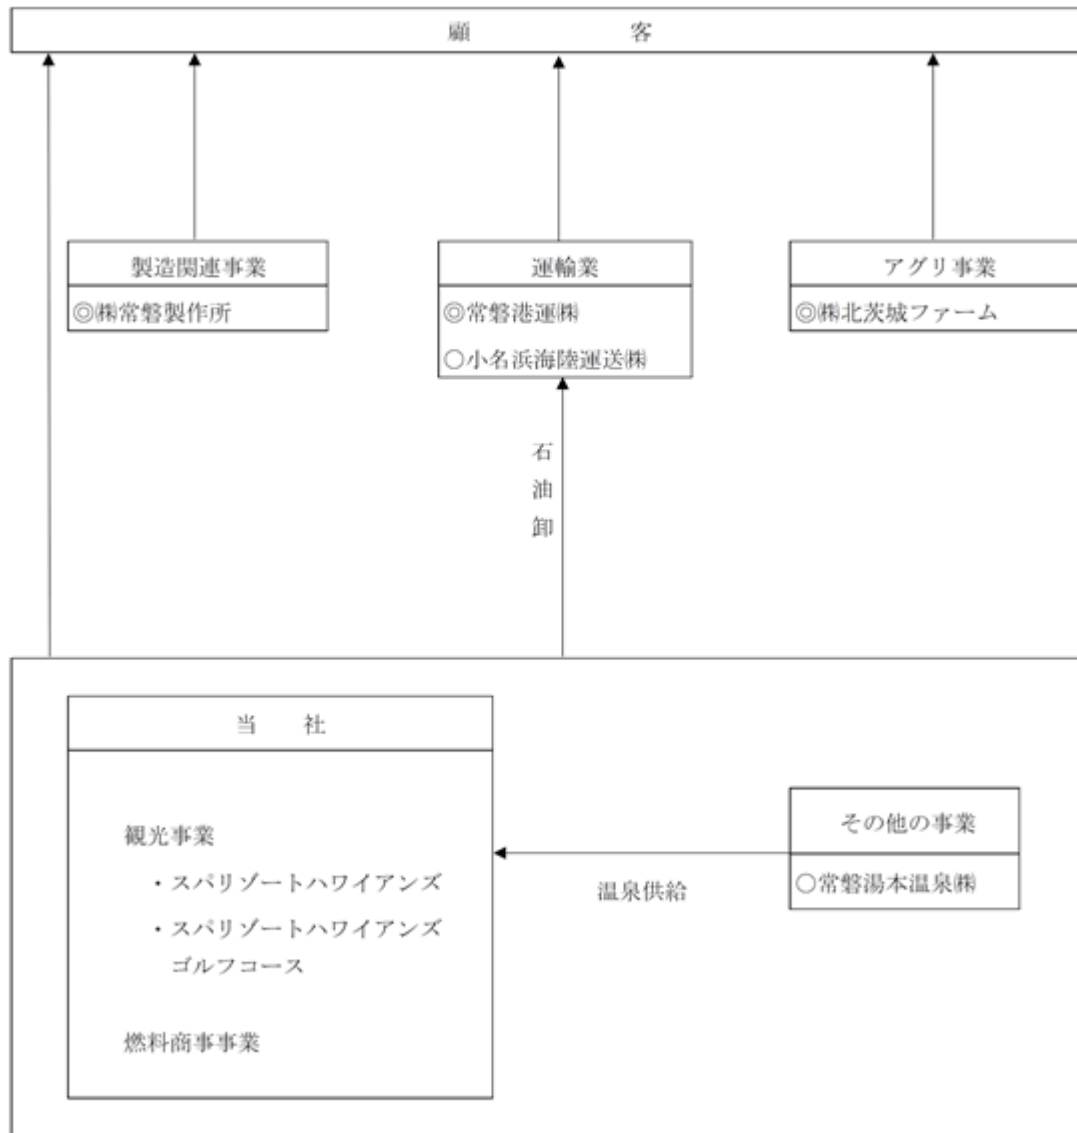 顧　　　客
製造関連事業
◎㈱常磐製作所
運輸業
◎常磐港運㈱
○小名浜海陸運送㈱
アグリ事業
◎㈱北茨城ファーム
石油卸
当　社
観光事業
・スパリゾートハワイアンズ
・スパリゾートハワイアンズ
ゴルフコース
燃料商事事業
温泉供給
その他の事業
○常磐湯本温泉㈱